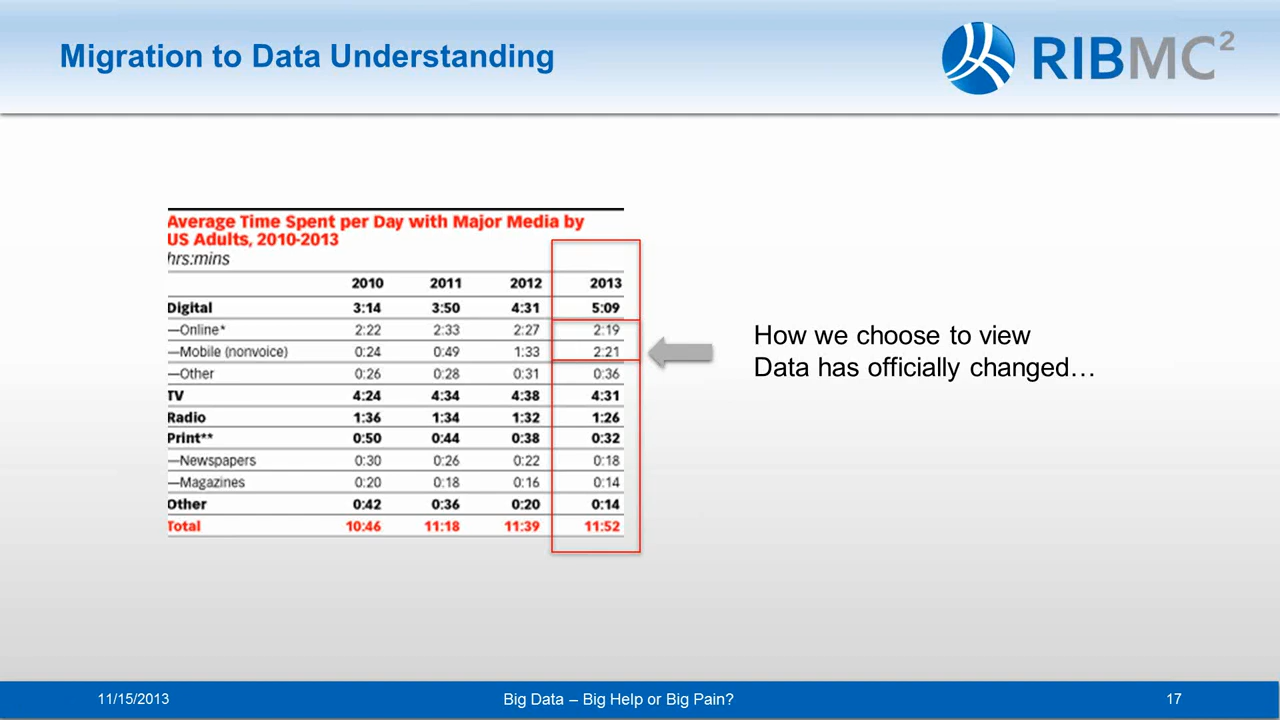 Migration to Data Understanding
RIBMC²
Average Time Spent per Day with Major Media by
US Adults, 2010-2013
hrs:mins
2010 2011 2012 2013
Digital 3:14 3:50 4:31 5:09
—Online* 2:22 2:33 2:27 2:19
—Mobile (nonvoice) 0:24 0:49 1:33 2:21
—Other 0:26 0:28 0:31 0:36
TV 4:24 4:34 4:38 4:31
Radio 1:36 1:34 1:32 1:26
Print** 0:50 0:44 0:38 0:32
—Newspapers 0:30 0:26 0:22 0:18
—Magazines 0:20 0:18 0:16 0:14
Other 0:42 0:36 0:20 0:14
Total 10:46 11:18 11:39 11:52
How we choose to view
Data has officially changed…
11/15/2013 Big Data – Big Help or Big Pain? 17